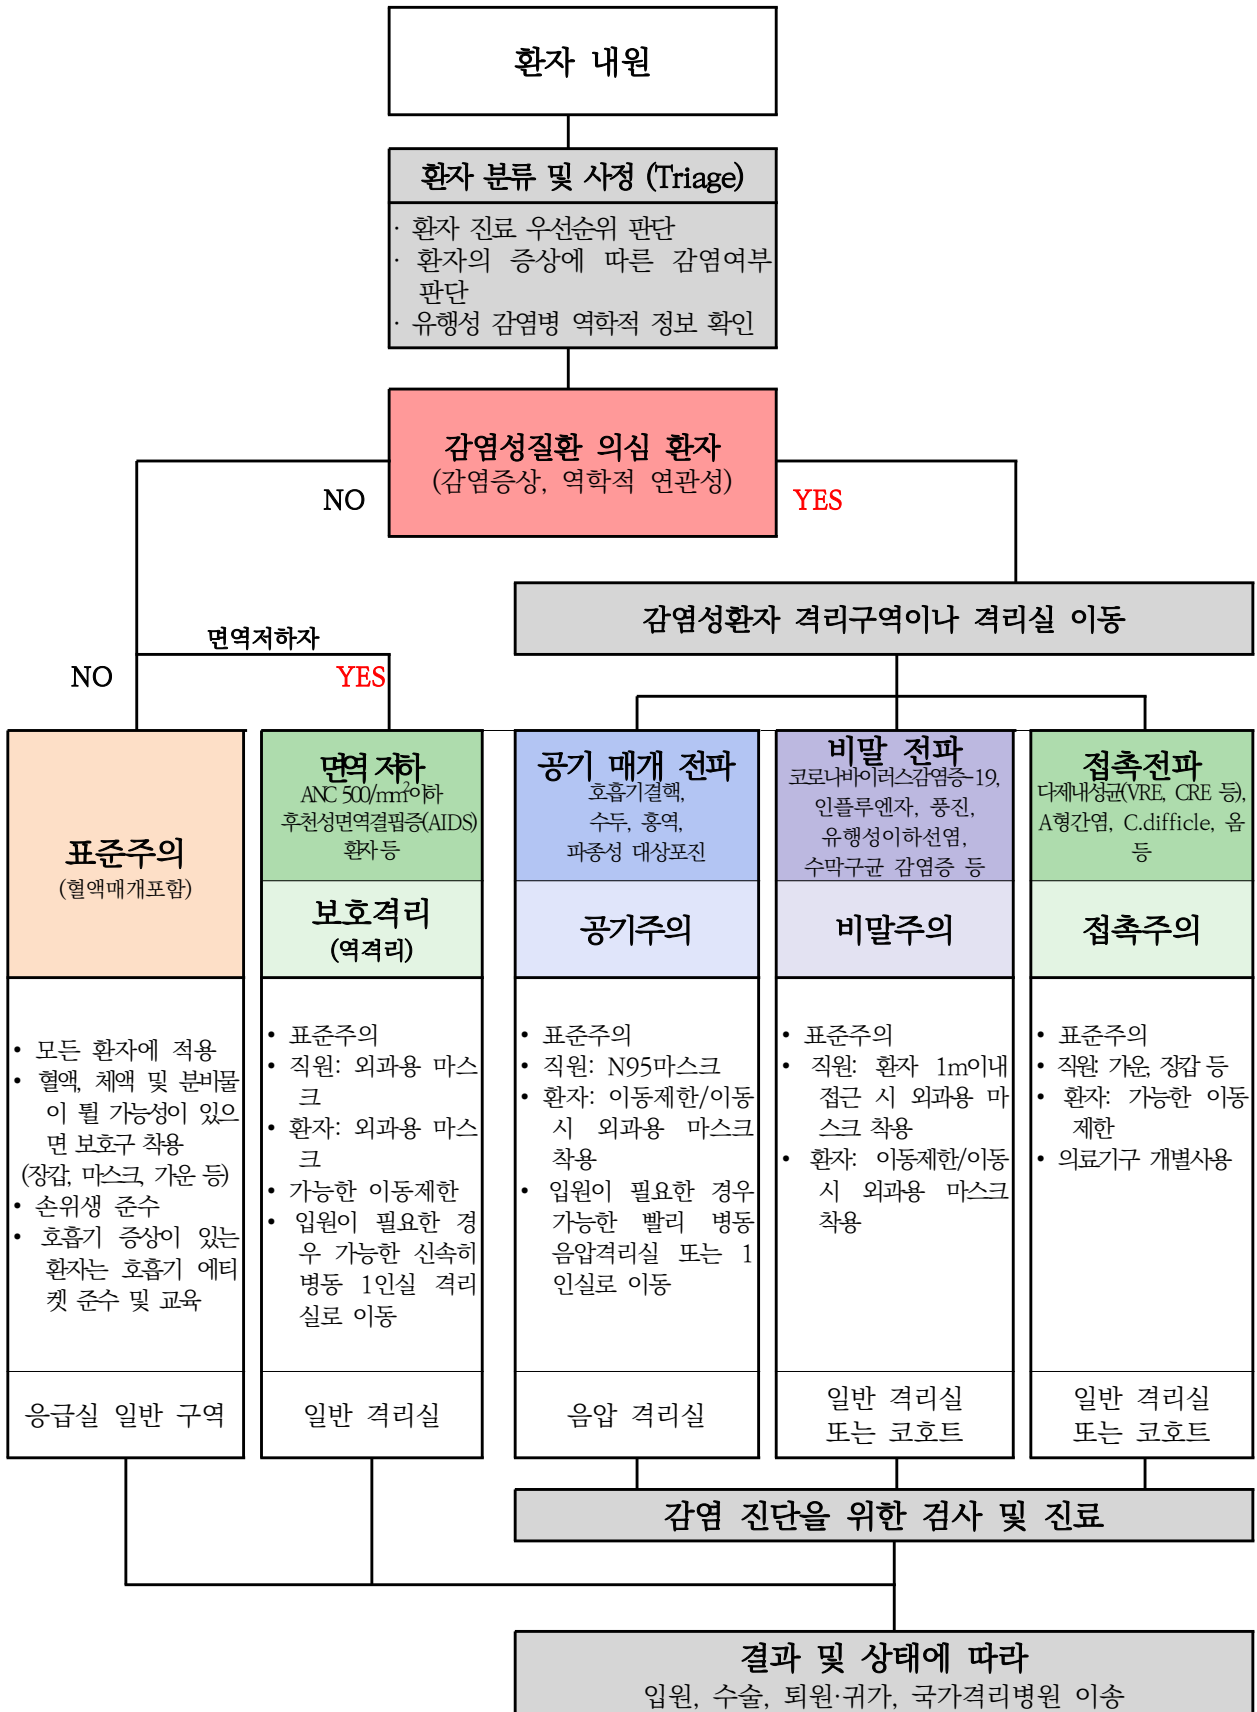 환자 내원
환자 분류 및 사정 (Triage)
· 환자 진료 우선순위 판단
· 환자의 증상에 따른 감염여부
판단
· 유행성 감염병 역학적 정보 확인
감염성질환 의심 환자
(감염증상, 역학적 연관성)
NO
YES
감염성환자 격리구역이나 격리실 이동
면역저하자
NO
YES
표준주의
(혈액매개포함)
• 모든 환자에 적용
• 혈액, 체액 및 분비물
이 튈 가능성이 있으
면 보호구 착용
(장갑, 마스크, 가운 등)
• 손위생 준수
• 호흡기 증상이 있는
환자는 호흡기 에티
켓 준수 및 교육
응급실 일반 구역
면역 저하
ANC 500/mm²이하
후천성면역결핍증(AIDS)
환자 등
보호격리
(역격리)
• 표준주의
• 직원: 외과용 마스
크
• 환자: 외과용 마스
크
• 가능한 이동제한
• 입원이 필요한 경
우 가능한 신속히
병동 1인실 격리
실로 이동
일반 격리실
공기 매개 전파
호흡기결핵,
수두, 홍역,
파종성 대상포진
공기주의
• 표준주의
• 직원: N95마스크
• 환자: 이동제한/이동
시 외과용 마스크
착용
• 입원이 필요한 경우
가능한 빨리 병동
음압격리실 또는 1
인실로 이동
음압 격리실
비말 전파
코로나바이러스감염증-19,
인플루엔자, 풍진,
유행성이하선염,
수막구균 감염증 등
비말주의
• 표준주의
• 직원: 환자 1m이내
접근 시 외과용 마
스크 착용
• 환자: 이동제한/이동
시 외과용 마스크
착용
일반 격리실
또는 코호트
접촉전파
다제내성균(VRE, CRE 등),
A형간염, C.difficle, 옴
등
접촉주의
• 표준주의
• 직원: 가운, 장갑 등
• 환자: 가능한 이동
제한
• 의료기구 개별사용
일반 격리실
또는 코호트
감염 진단을 위한 검사 및 진료
결과 및 상태에 따라
입원, 수술, 퇴원·귀가, 국가격리병원 이송